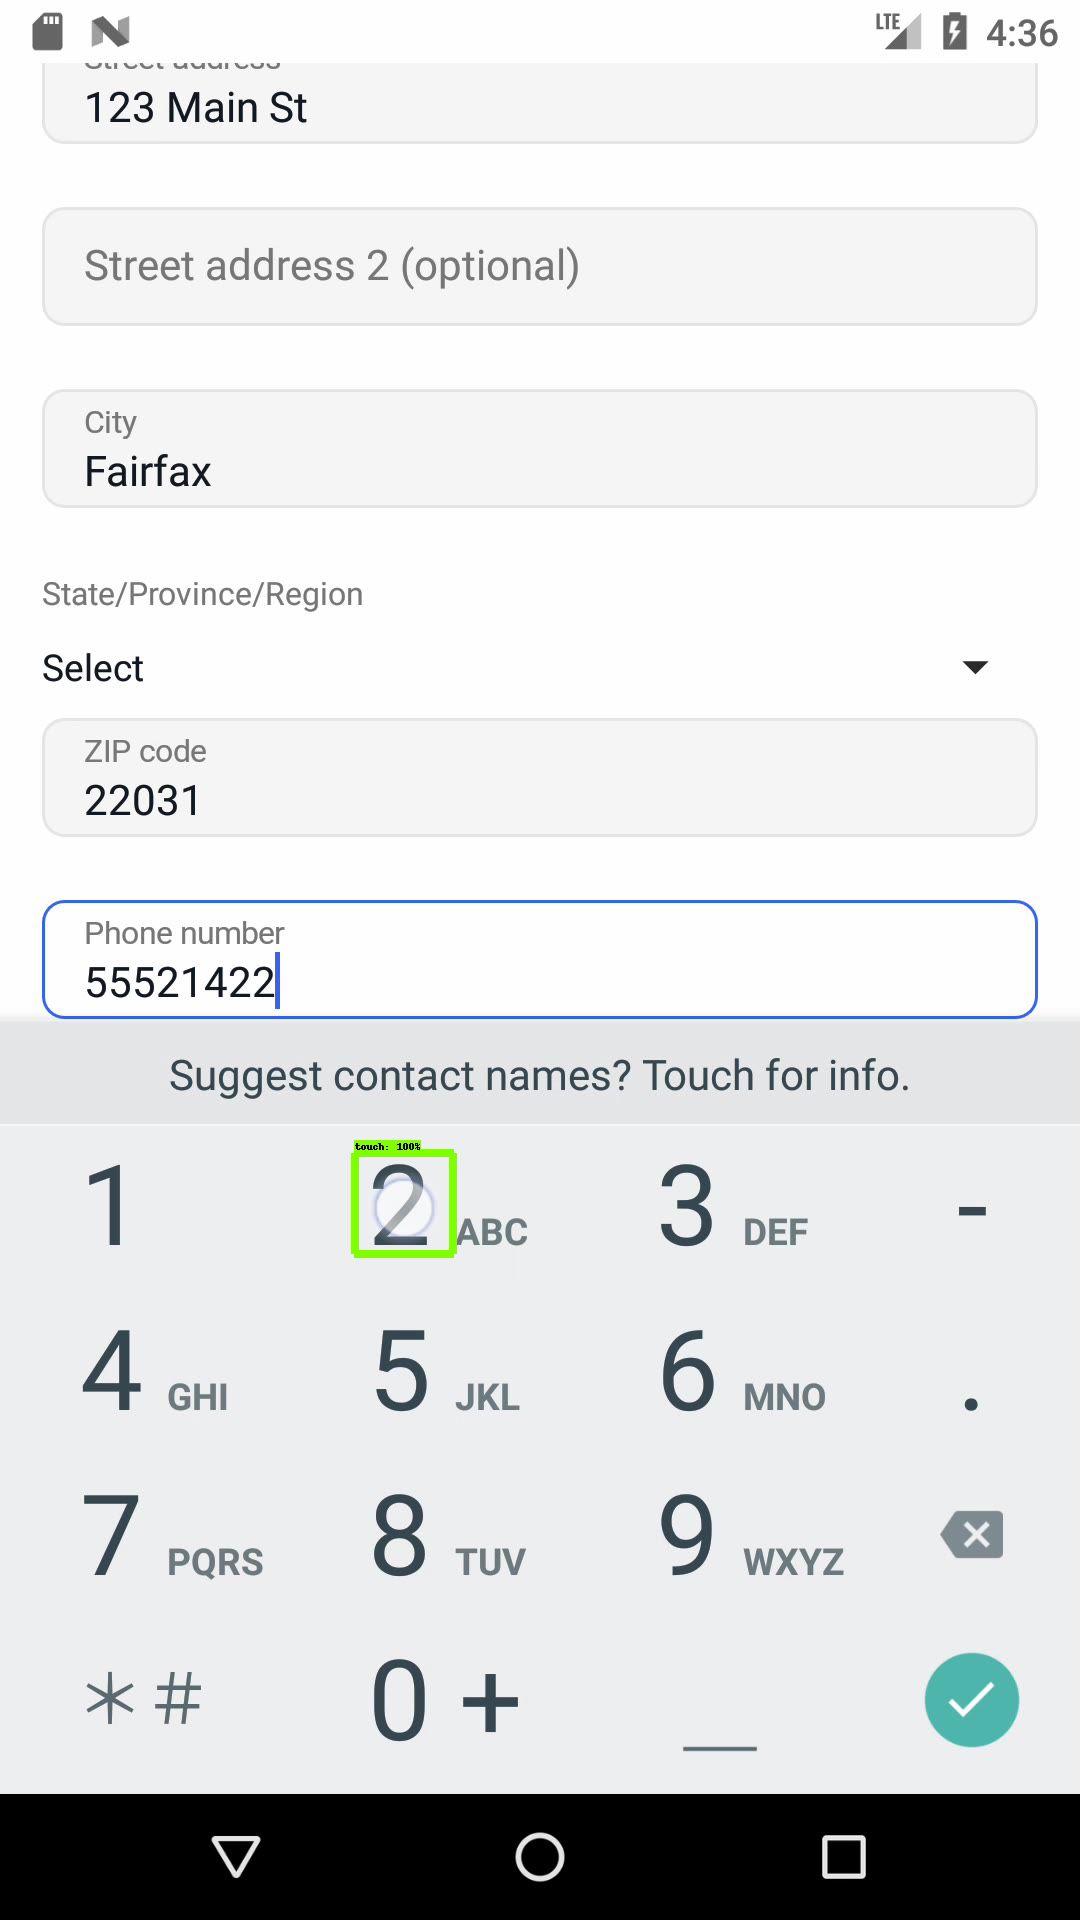 LTE 4:36
Street address
123 Main St
Street address 2 (optional)
City
Fairfax
State/Province/Region
Select
ZIP code
22031
Phone number
55521422
Suggest contact names? Touch for info.
touch: 100%
1 2 ABC 3 DEF -
4 GHI 5 JKL 6 MNO .
7 PQRS 8 TUV 9 WXYZ
* # 0 + _